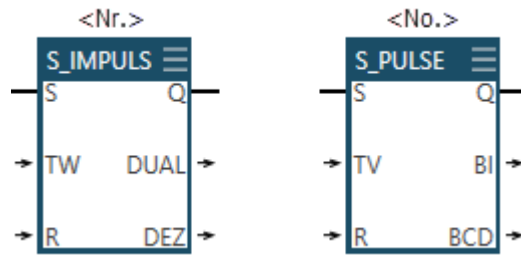 <Nr.>
S_IMPULS
S Q
TW DUAL
R DEZ
<No.>
S_PULSE
S Q
TV BI
R BCD